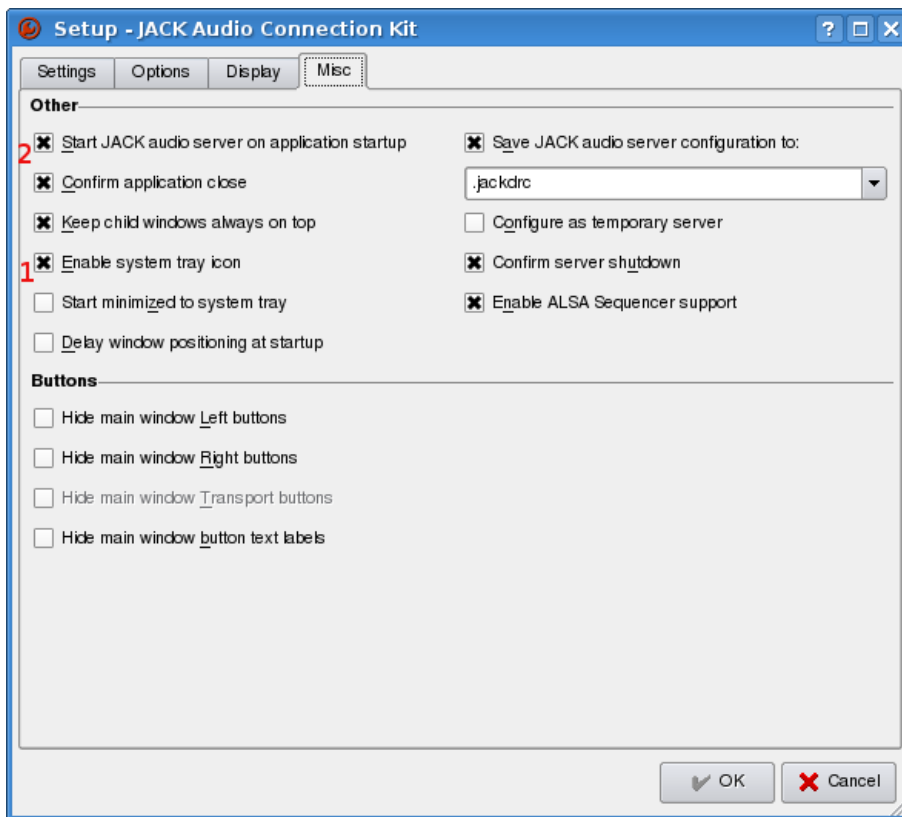 Setup - JACK Audio Connection Kit
Settings Options Display Misc
Other
2 Start JACK audio server on application startup
Save JACK audio server configuration to:
Confirm application close
.jackdrc
Keep child windows always on top
Configure as temporary server
1 Enable system tray icon
Confirm server shutdown
Start minimized to system tray
Enable ALSA Sequencer support
Delay window positioning at startup
Buttons
Hide main window Left buttons
Hide main window Right buttons
Hide main window Transport buttons
Hide main window button text labels
OK Cancel